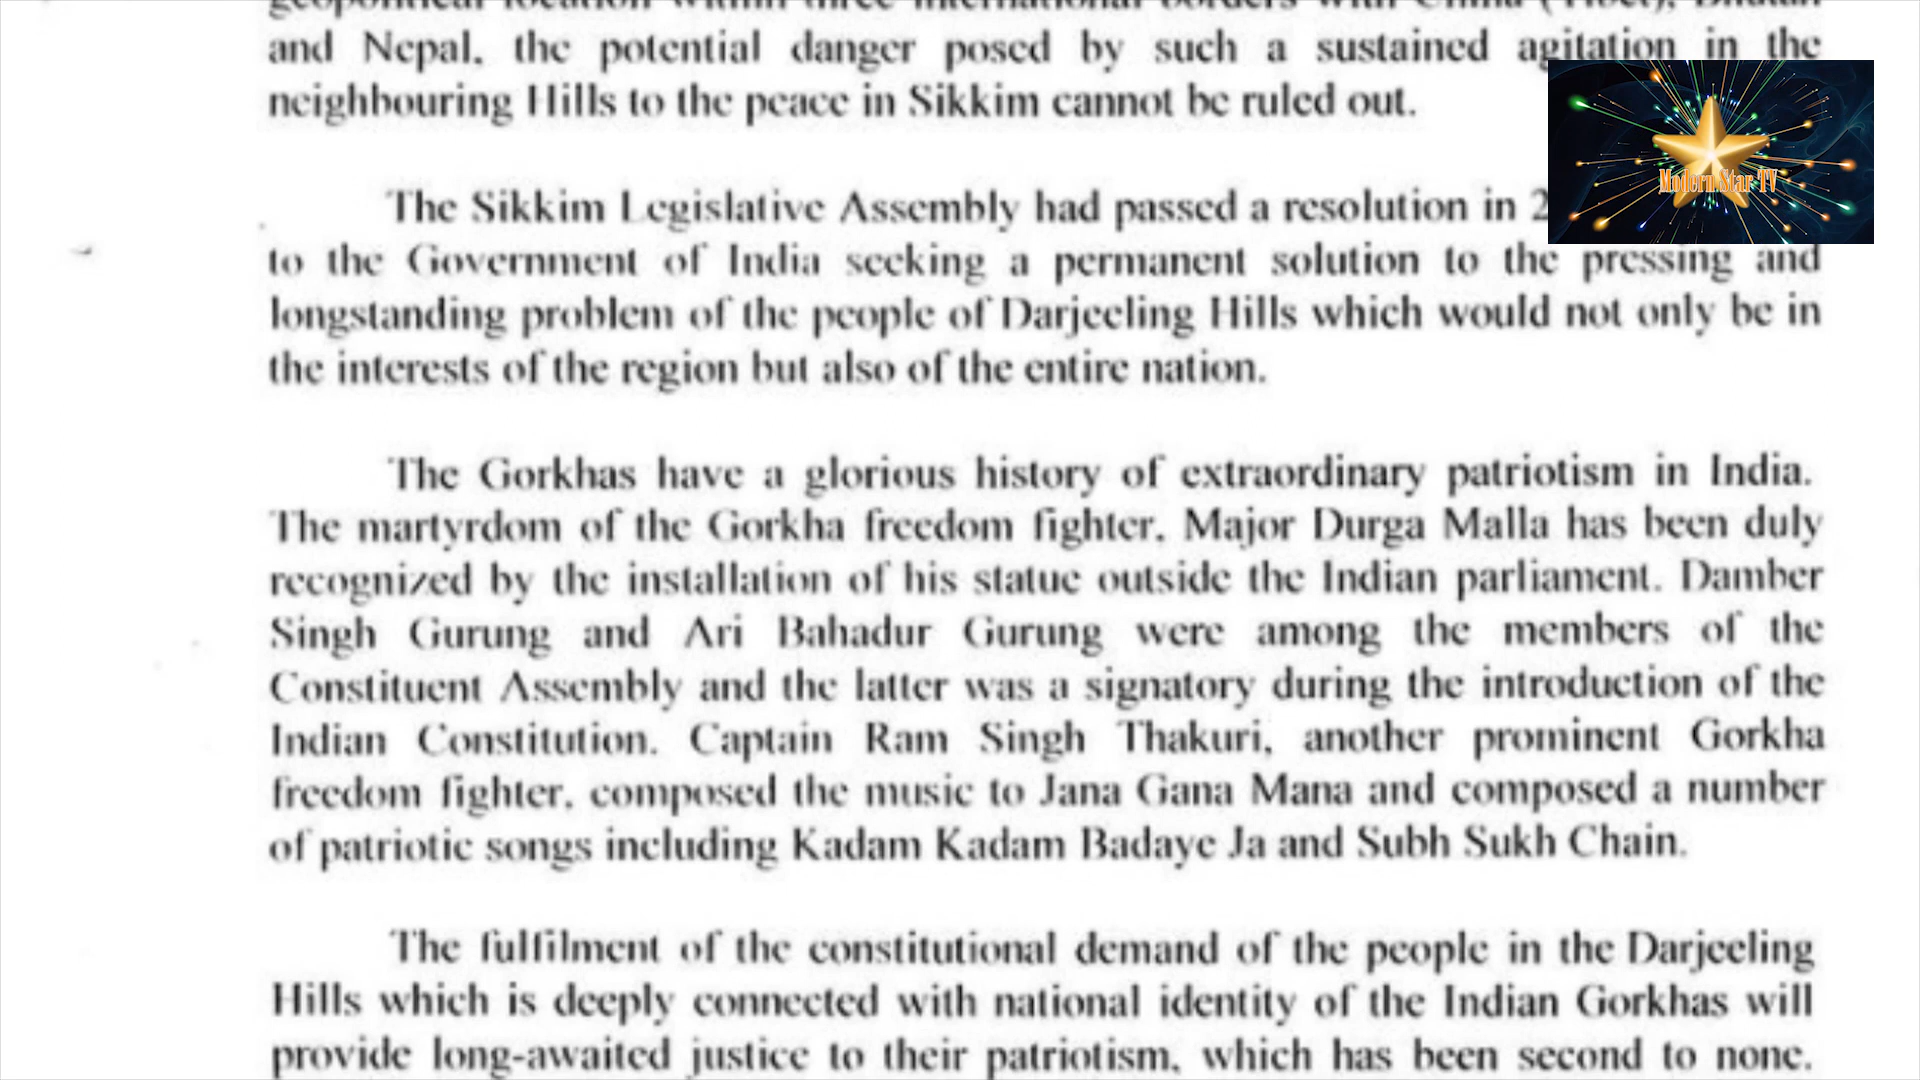 geopolitical location within three international borders with China (Tibet), Bhutan
and Nepal, the potential danger posed by such a sustained agitation in the
neighbouring Hills to the peace in Sikkim cannot be ruled out.
Modern Star TV
The Sikkim Legislative Assembly had passed a resolution in
to the Government of India seeking a permanent solution to the pressing and
longstanding problem of the people of Darjeeling Hills which would not only be in
the interests of the region but also of the entire nation.
The Gorkhas have a glorious history of extraordinary patriotism in India.
The martyrdom of the Gorkha freedom fighter, Major Durga Malla has been duly
recognized by the installation of his statue outside the Indian parliament. Damber
Singh Gurung and Ari Bahadur Gurung were among the members of the
Constituent Assembly and the latter was a signatory during the introduction of the
Indian Constitution. Captain Ram Singh Thakuri, another prominent Gorkha
freedom fighter, composed the music to Jana Gana Mana and composed a number
of patriotic songs including Kadam Kadam Badaye Ja and Subh Sukh Chain.
The fulfilment of the constitutional demand of the people in the Darjeeling
Hills which is deeply connected with national identity of the Indian Gorkhas will
provide long-awaited justice to their patriotism, which has been second to none.